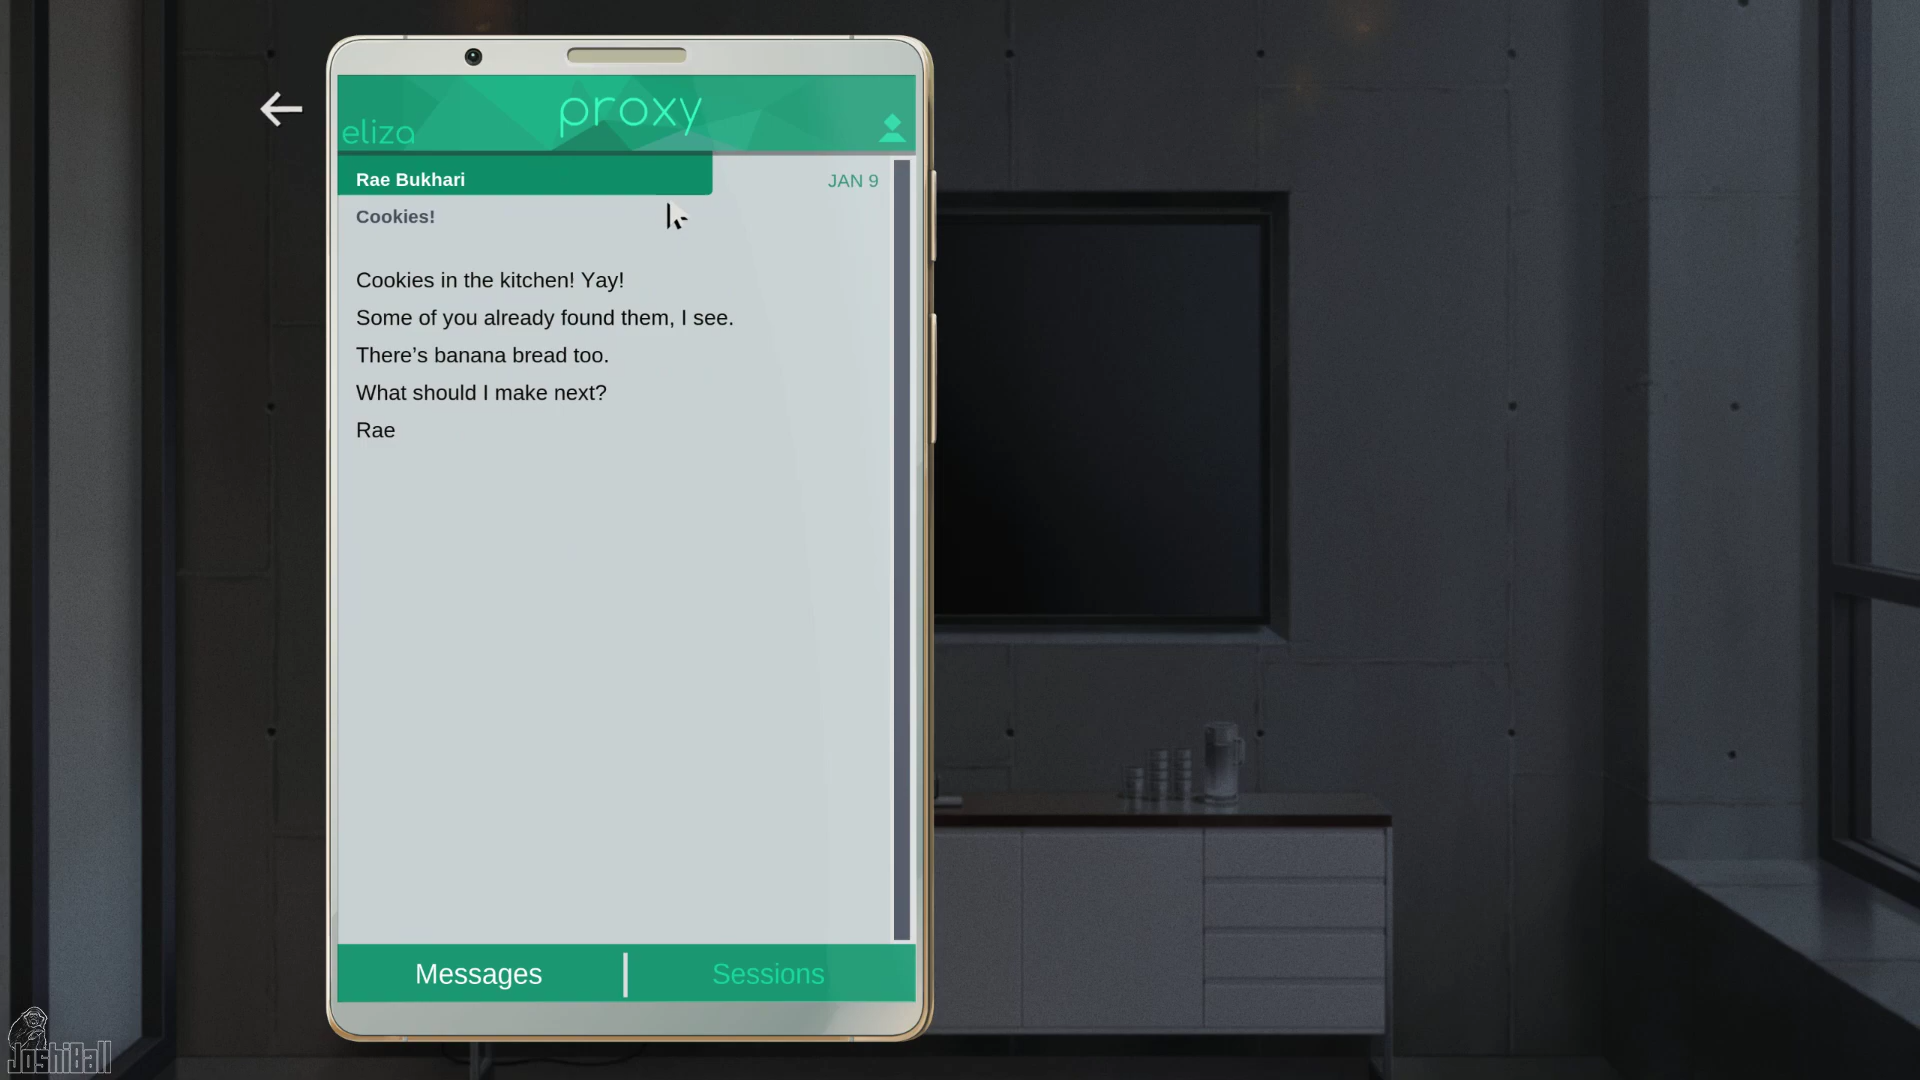 proxy
eliza
Rae Bukhari
JAN 9
Cookies!
Cookies in the kitchen! Yay!
Some of you already found them, I see.
There’s banana bread too.
What should I make next?
Rae
Messages
Sessions
JoshiBall